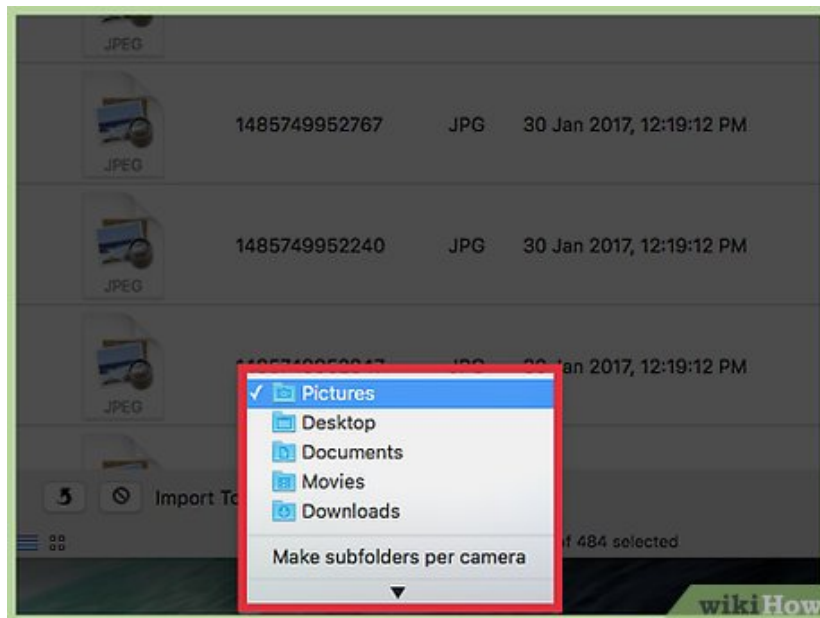 JPEG
1485749952767 JPG 30 Jan 2017, 12:19:12 PM
JPEG
1485749952240 JPG 30 Jan 2017, 12:19:12 PM
JPEG
30 Jan 2017, 12:19:12 PM
JPEG
✓ Pictures
Desktop
Documents
Movies
Downloads
Import To
of 484 selected
Make subfolders per camera
▼
wikiHow